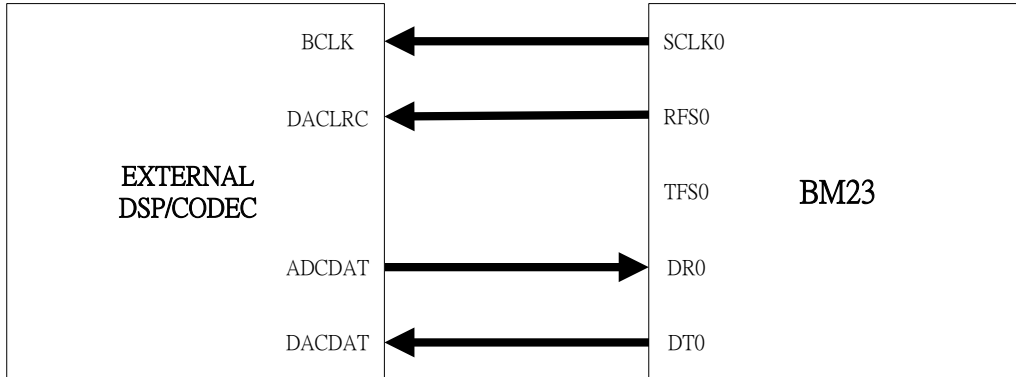 BCLK
SCLK0
DACLRC
RFS0
EXTERNAL
DSP/CODEC
TFS0
BM23
ADCDAT
DR0
DACDAT
DT0